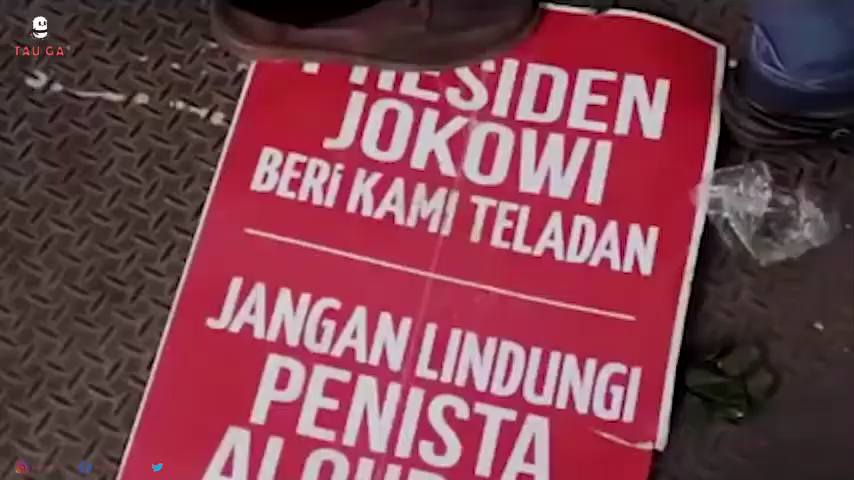 TAU GA
PRESIDEN
JOKOWI
BERI KAMI TELADAN
JANGAN LINDUNGI
PENISTA